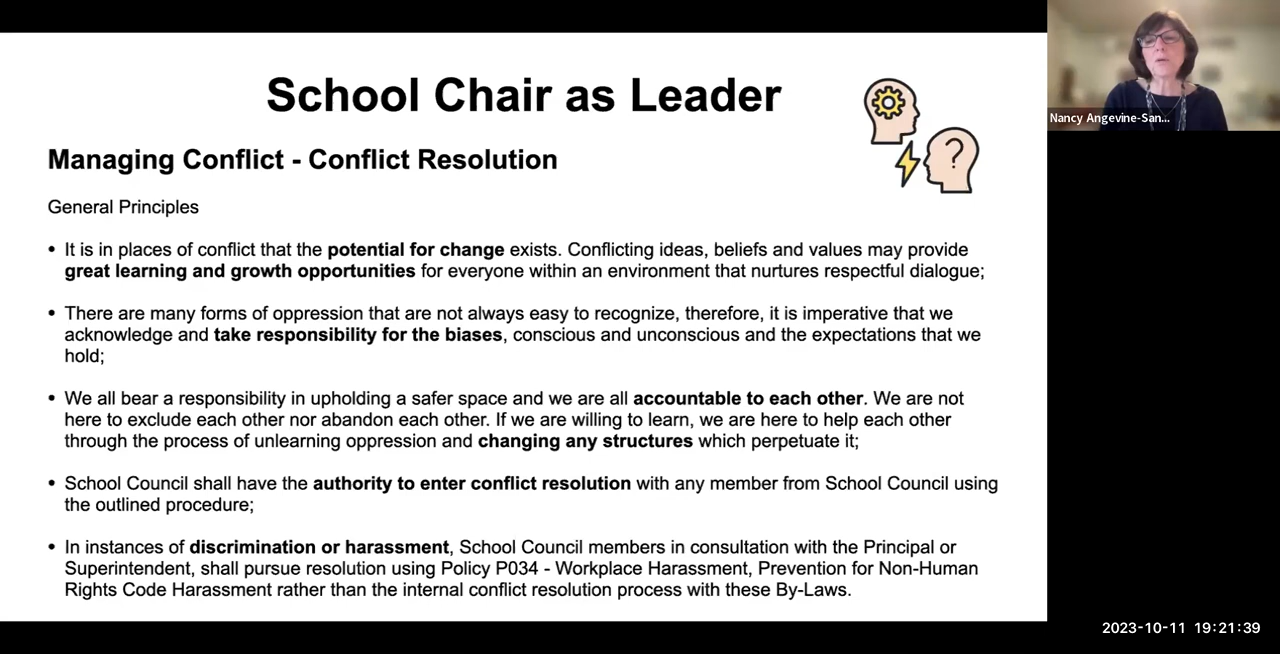 School Chair as Leader
Managing Conflict - Conflict Resolution
General Principles
• It is in places of conflict that the potential for change exists. Conflicting ideas, beliefs and values may provide
great learning and growth opportunities for everyone within an environment that nurtures respectful dialogue;
• There are many forms of oppression that are not always easy to recognize, therefore, it is imperative that we
acknowledge and take responsibility for the biases, conscious and unconscious and the expectations that we
hold;
• We all bear a responsibility in upholding a safer space and we are all accountable to each other. We are not
here to exclude each other nor abandon each other. If we are willing to learn, we are here to help each other
through the process of unlearning oppression and changing any structures which perpetuate it;
• School Council shall have the authority to enter conflict resolution with any member from School Council using
the outlined procedure;
• In instances of discrimination or harassment, School Council members in consultation with the Principal or
Superintendent, shall pursue resolution using Policy P034 - Workplace Harassment, Prevention for Non-Human
Rights Code Harassment rather than the internal conflict resolution process with these By-Laws.
Nancy Angevine-San...
2023-10-11 19:21:39